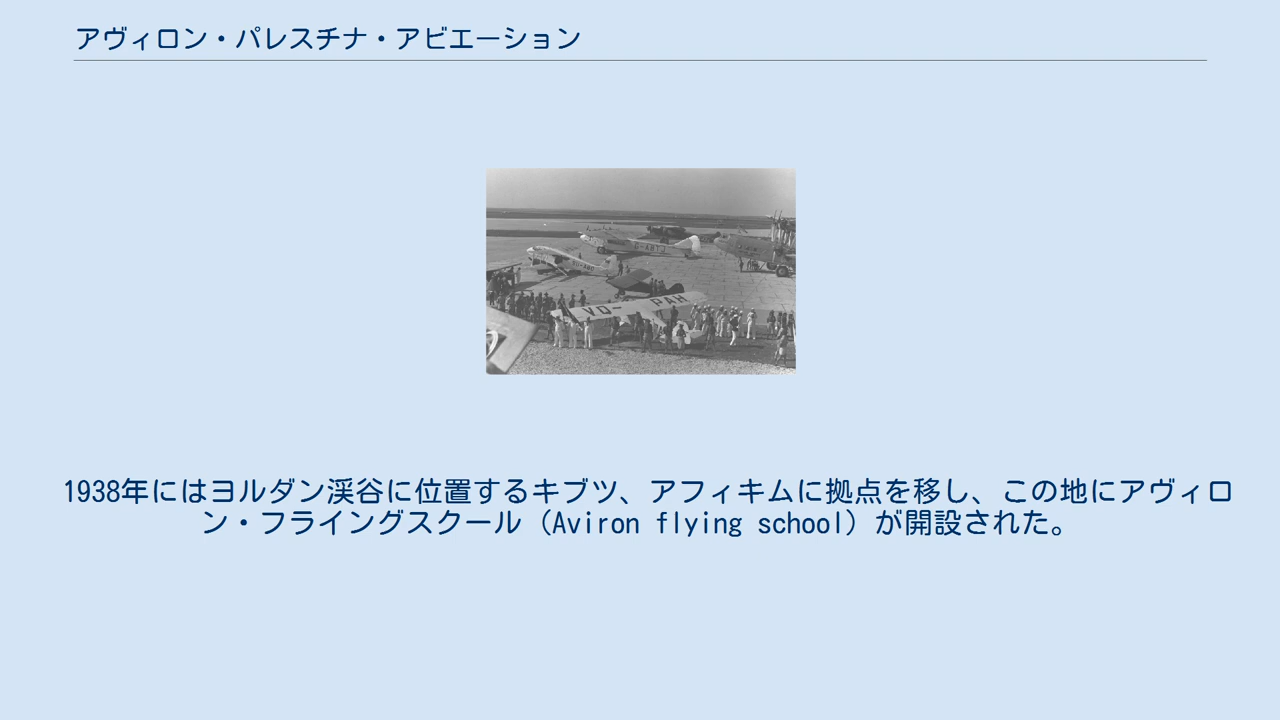 アヴィロン・パレスチナ・アビエーション
G-ABTJ
VQ-PAH
1938年にはヨルダン渓谷に位置するキブツ、アフィキムに拠点を移し、この地にアヴィロ
ン・フライングスクール（Aviron flying school）が開設された。